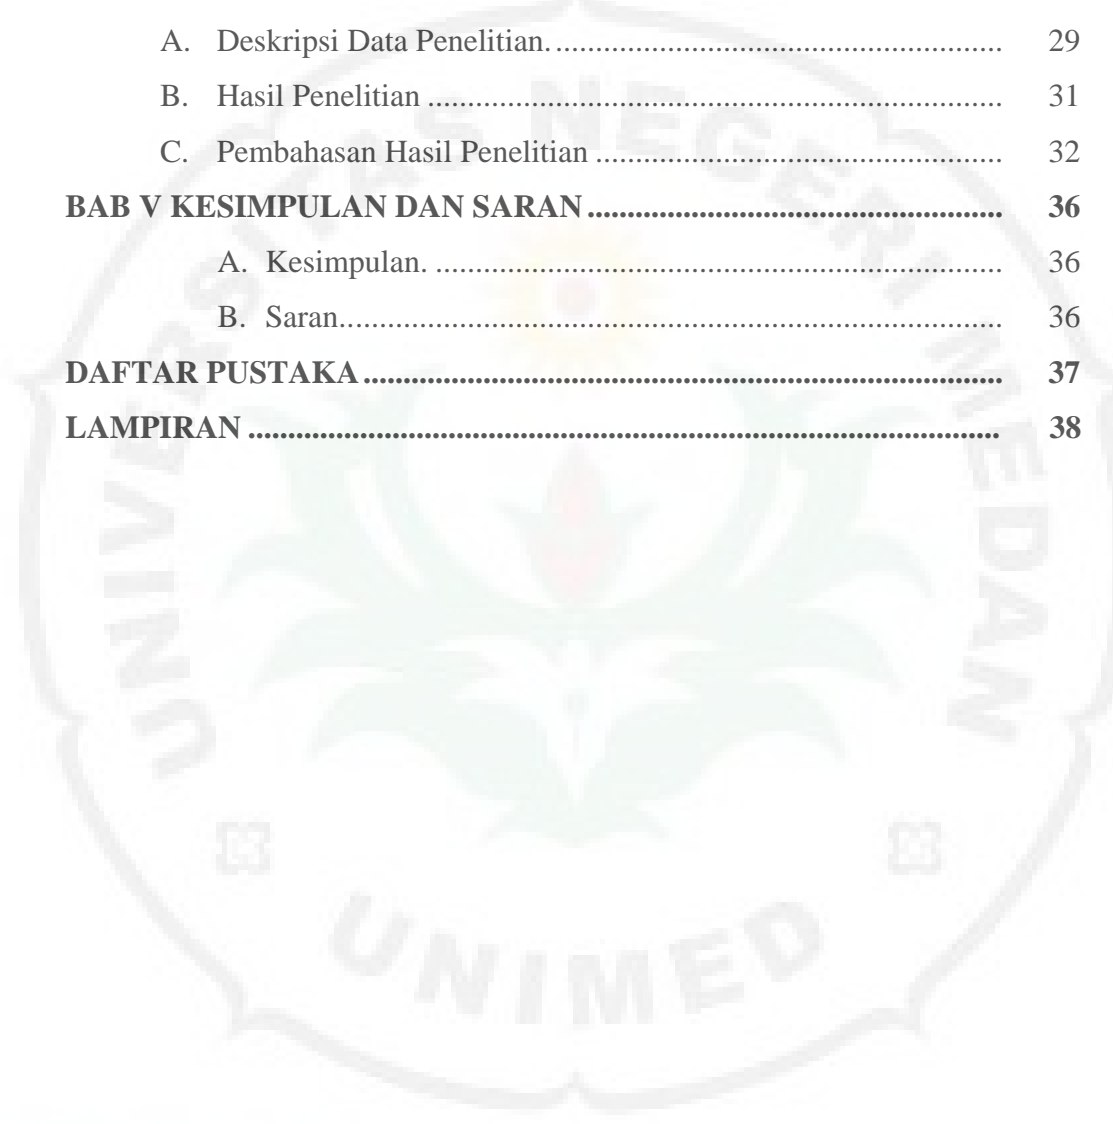 A. Deskripsi Data Penelitian. ........................................................ 29
B. Hasil Penelitian ........................................................................ 31
C. Pembahasan Hasil Penelitian ................................................... 32
BAB V KESIMPULAN DAN SARAN .................................................... 36
A. Kesimpulan. ....................................................................... 36
B. Saran................................................................................... 36
DAFTAR PUSTAKA ................................................................................ 37
LAMPIRAN .............................................................................................. 38
UNIVERSITAS NEGERI MEDAN
UNIMED